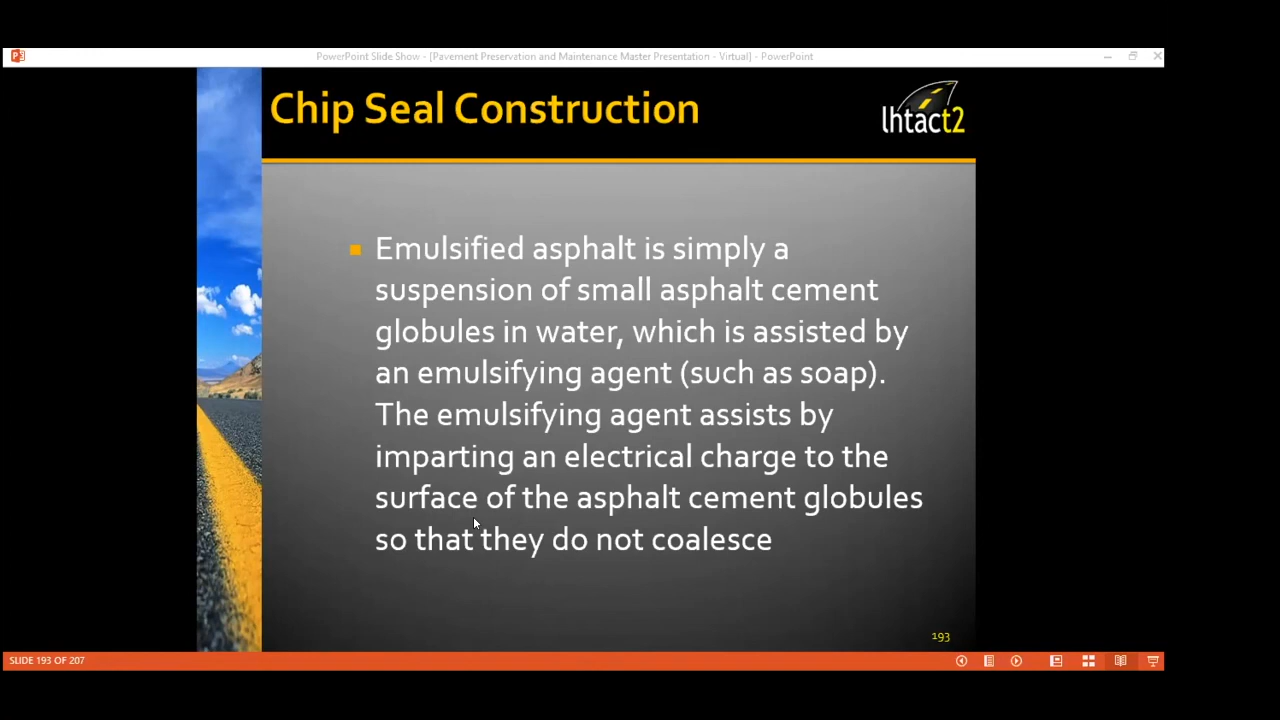 PowerPoint Slide Show - [Pavement Preservation and Maintenance Master Presentation - Virtual] - PowerPoint
Chip Seal Construction
lhtact2
Emulsified asphalt is simply a
suspension of small asphalt cement
globules in water, which is assisted by
an emulsifying agent (such as soap).
The emulsifying agent assists by
imparting an electrical charge to the
surface of the asphalt cement globules
so that they do not coalesce
193
SLIDE 193 OF 207